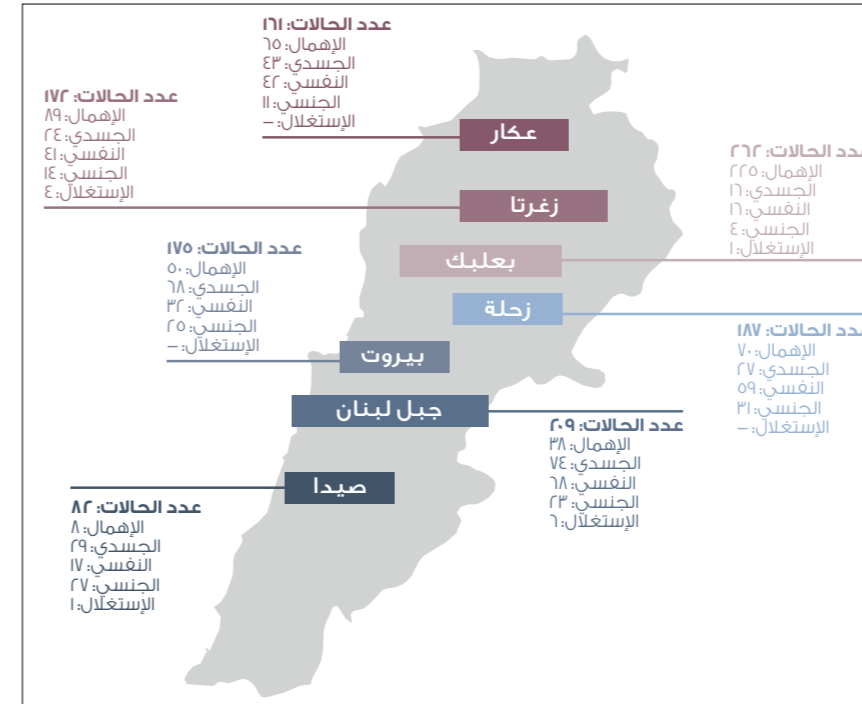 عدد الحالات: ١٦١
الإهمال: ٦٥
الجسدي: ٤٣
النفسي: ٤٢
الجنسي: ١١
الإستغلال: –
عكار
عدد الحالات: ١٧٢
الإهمال: ٨٩
الجسدي: ٢٤
النفسي: ٤١
الجنسي: ١٤
الإستغلال: ٤
زغرتا
عدد الحالات: ٢٦٢
الإهمال: ٢٢٥
الجسدي: ١٦
النفسي: ١٦
الجنسي: ٤
الإستغلال: ١
بعلبك
عدد الحالات: ١٨٧
الإهمال: ٧٠
الجسدي: ٢٧
النفسي: ٥٩
الجنسي: ٣١
الإستغلال: –
زحلة
عدد الحالات: ١٧٥
الإهمال: ٥٠
الجسدي: ٦٨
النفسي: ٣٢
الجنسي: ٢٥
الإستغلال: –
بيروت
جبل لبنان
عدد الحالات: ٢٠٩
الإهمال: ٣٨
الجسدي: ٧٤
النفسي: ٦٨
الجنسي: ٢٣
الإستغلال: ٦
صيدا
عدد الحالات: ٨٢
الإهمال: ٨
الجسدي: ٢٩
النفسي: ١٧
الجنسي: ٢٧
الإستغلال: ١